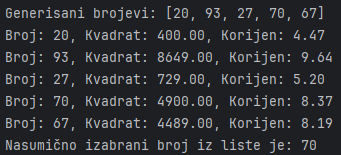 Generisani brojevi: [20, 93, 27, 70, 67]
Broj: 20, Kvadrat: 400.00, Korijen: 4.47
Broj: 93, Kvadrat: 8649.00, Korijen: 9.64
Broj: 27, Kvadrat: 729.00, Korijen: 5.20
Broj: 70, Kvadrat: 4900.00, Korijen: 8.37
Broj: 67, Kvadrat: 4489.00, Korijen: 8.19
Nasumično izabrani broj iz liste je: 70